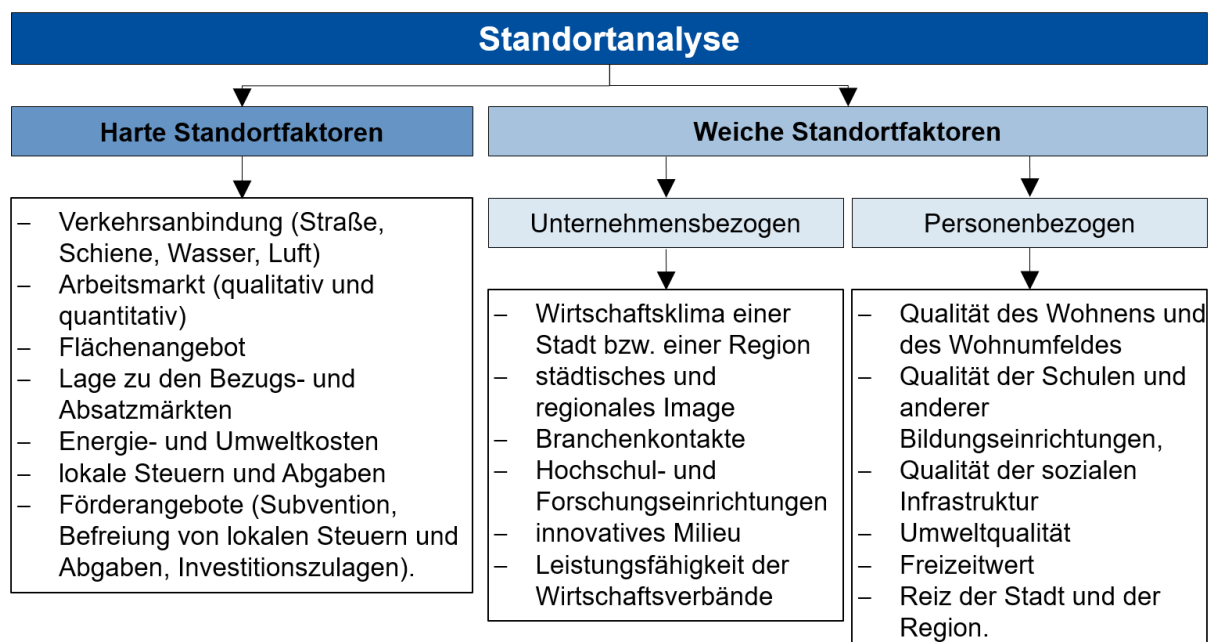 Standortanalyse
Harte Standortfaktoren
– Verkehrsanbindung (Straße,
Schiene, Wasser, Luft)
– Arbeitsmarkt (qualitativ und
quantitativ)
– Flächenangebot
– Lage zu den Bezugs- und
Absatzmärkten
– Energie- und Umweltkosten
– lokale Steuern und Abgaben
– Förderangebote (Subvention,
Befreiung von lokalen Steuern und
Abgaben, Investitionszulagen).
Weiche Standortfaktoren
Unternehmensbezogen
– Wirtschaftsklima einer
Stadt bzw. einer Region
– städtisches und
regionales Image
– Branchenkontakte
– Hochschul- und
Forschungseinrichtungen
– innovatives Milieu
– Leistungsfähigkeit der
Wirtschaftsverbände
Personenbezogen
– Qualität des Wohnens und
des Wohnumfeldes
– Qualität der Schulen und
anderer
Bildungseinrichtungen,
– Qualität der sozialen
Infrastruktur
– Umweltqualität
– Freizeitwert
– Reiz der Stadt und der
Region.